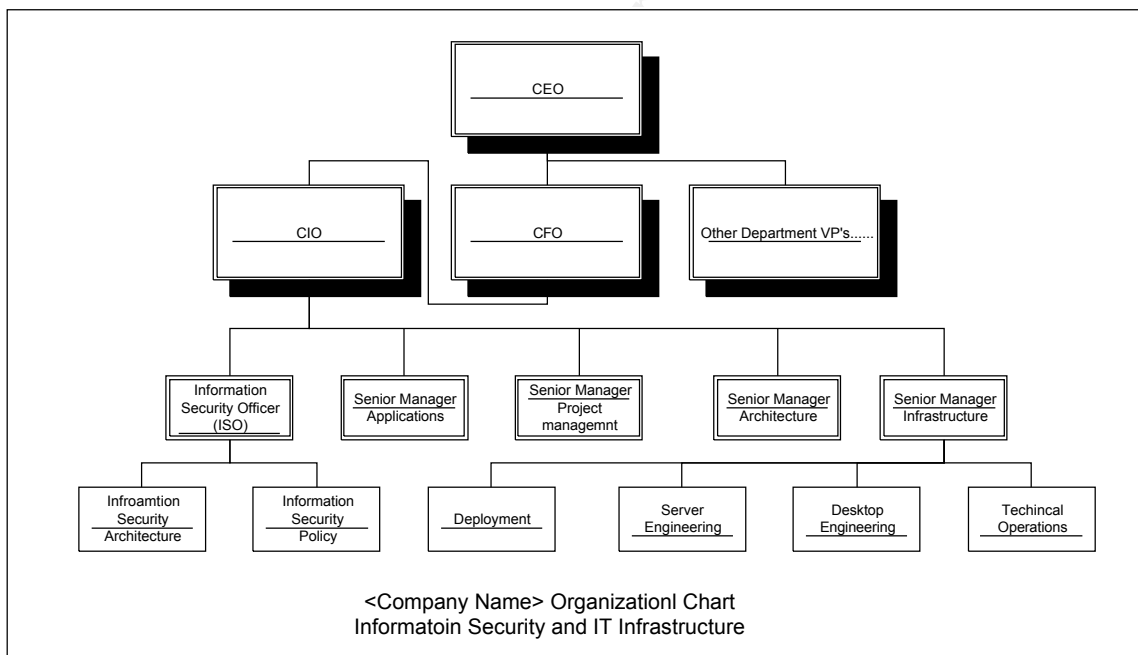 CEO
CIO
CFO
Other Department VP's......
Information
Security Officer
(ISO)
Senior Manager
Applications
Senior Manager
Project
managemnt
Senior Manager
Architecture
Senior Manager
Infrastructure
Infroamtion
Security
Architecture
Information
Security
Policy
Deployment
Server
Engineering
Desktop
Engineering
Techincal
Operations
<Company Name> Organizationl Chart
Informatoin Security and IT Infrastructure